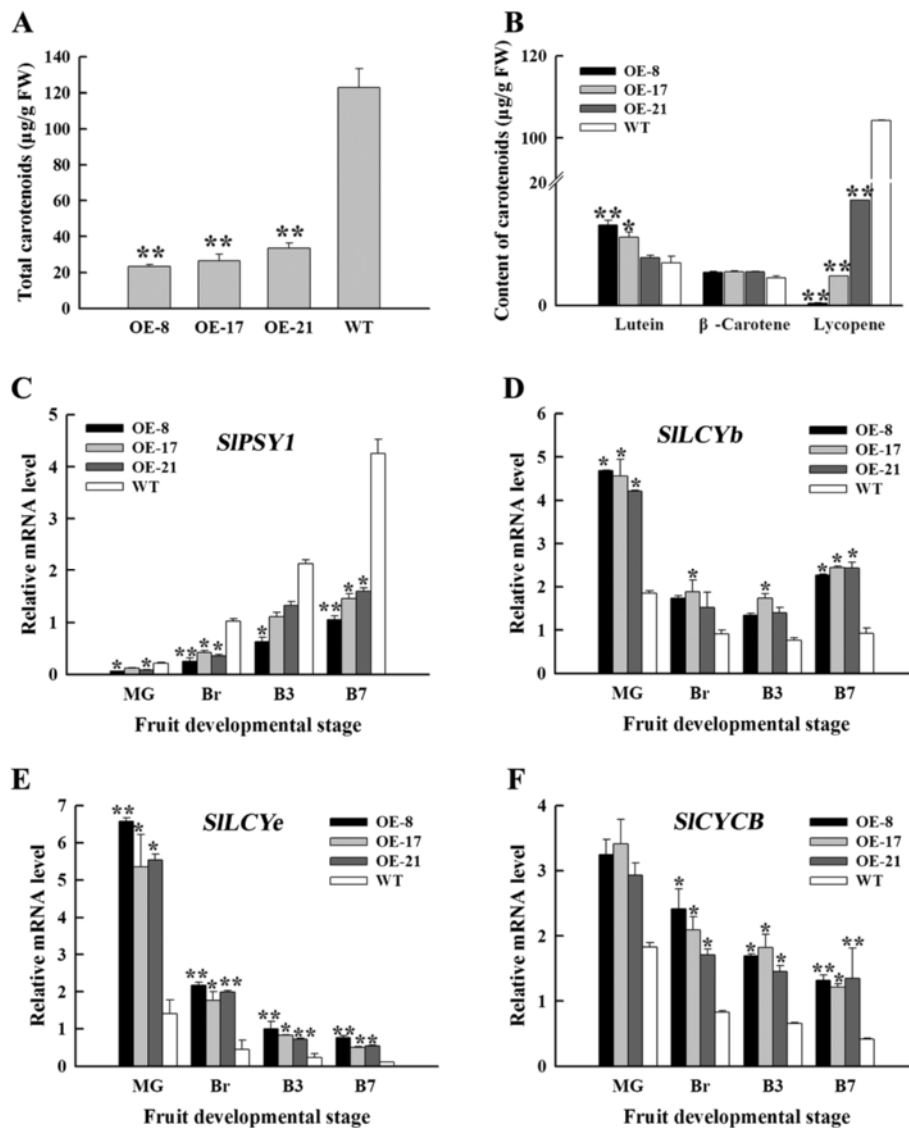 A
Total carotenoids (μg/g FW)
140
120
100
80
60
40
20
0
**
**
**
OE-8 OE-17 OE-21 WT
B
Content of carotenoids (μg/g FW)
120
100
20
0
OE-8
OE-17
OE-21
WT
** *
**
**
**
Lutein β -Carotene Lycopene
C
Relative mRNA level
5
4
3
2
1
0
OE-8
OE-17
OE-21
WT
SlPSY1
* *
** * *
*
** * *
MG Br B3 B7
Fruit developmental stage
D
Relative mRNA level
6
5
4
3
2
1
0
SlLCYb
OE-8
OE-17
OE-21
WT
* * *
*
*
* * *
MG Br B3 B7
Fruit developmental stage
E
Relative mRNA level
7
6
5
4
3
2
1
0
SlLCYe
OE-8
OE-17
OE-21
WT
** * *
** * **
** * **
** **
MG Br B3 B7
Fruit developmental stage
F
Relative mRNA level
4
3
2
1
0
SlCYCB
OE-8
OE-17
OE-21
WT
* * *
* * *
** * **
MG Br B3 B7
Fruit developmental stage